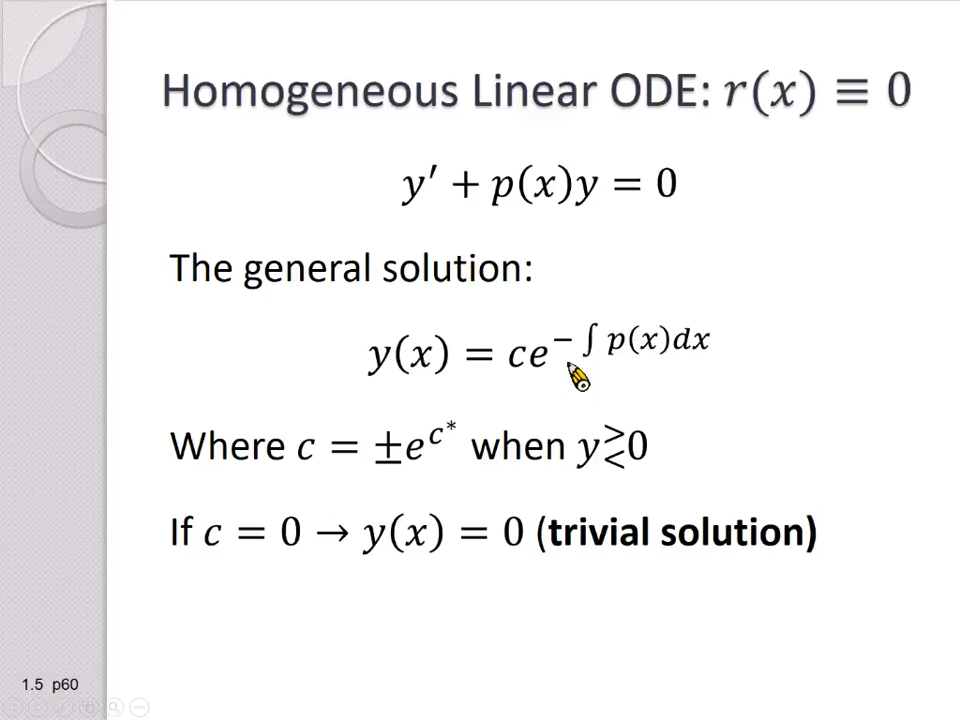 Homogeneous Linear ODE: r(x) ≡ 0
y′ + p(x)y = 0
The general solution:
y(x) = ce^{−∫ p(x)dx}
Where c = ±e^{c*} when y≷0
If c = 0 → y(x) = 0 (trivial solution)
1.5 p60